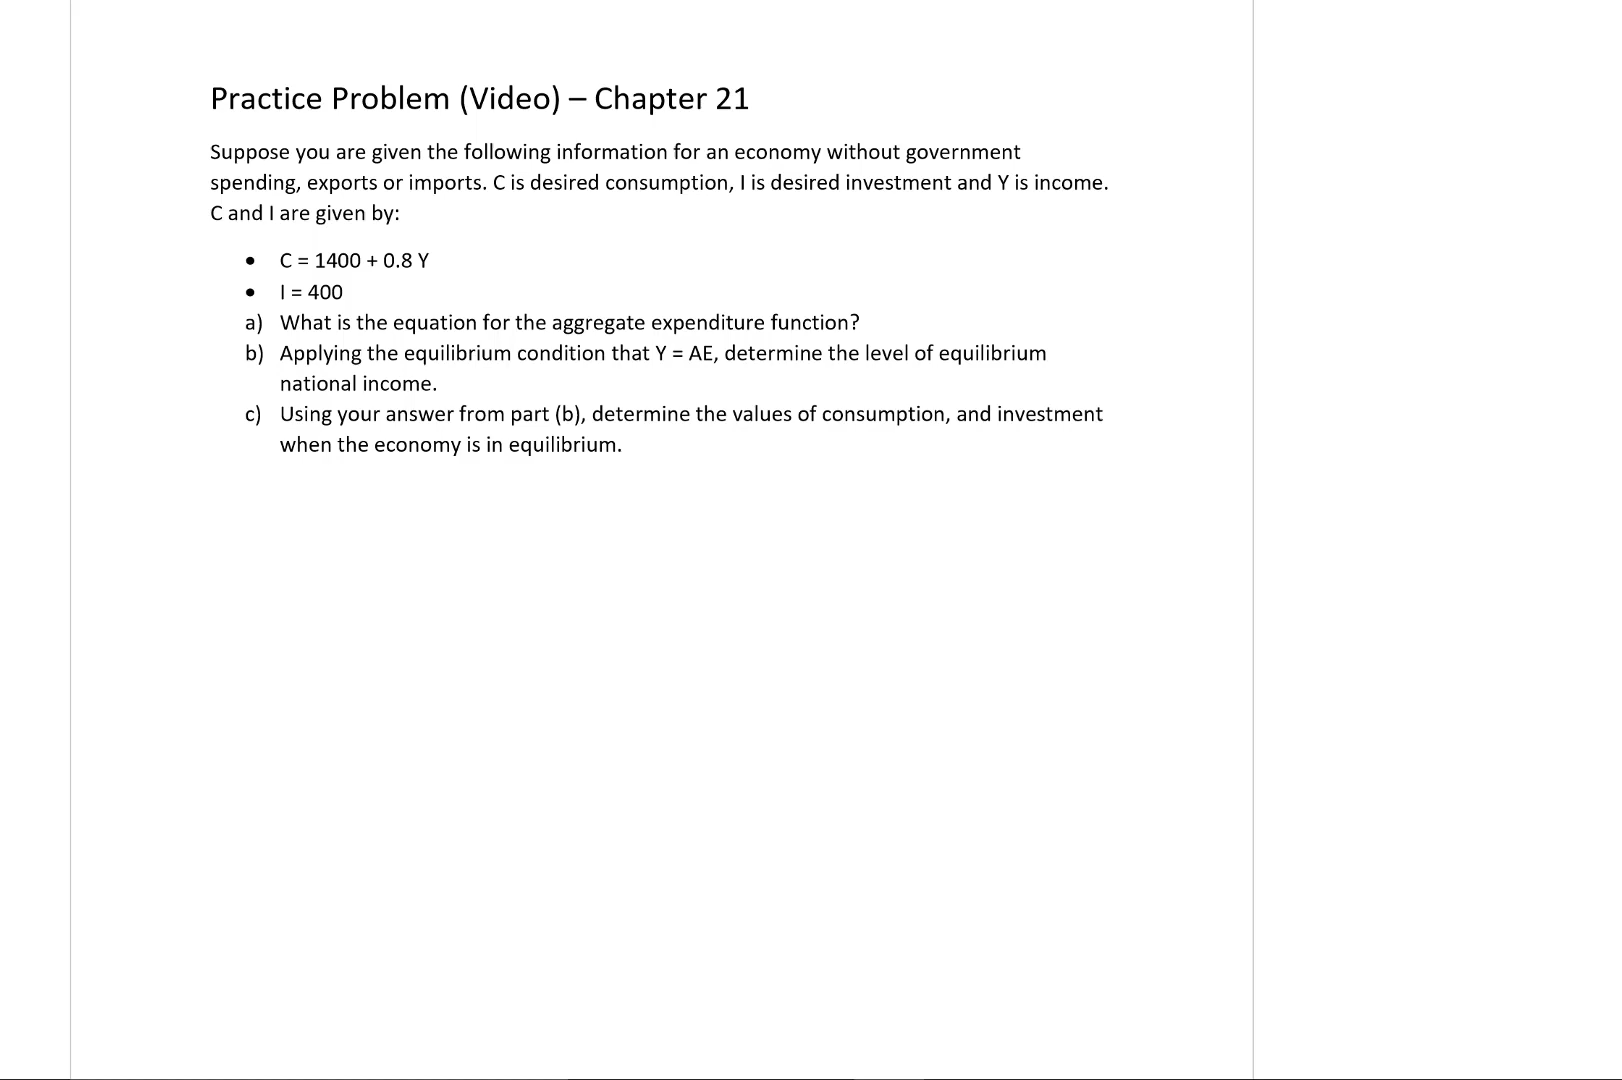 Practice Problem (Video) – Chapter 21
Suppose you are given the following information for an economy without government
spending, exports or imports. C is desired consumption, I is desired investment and Y is income.
C and I are given by:
• C = 1400 + 0.8 Y
• I = 400
a) What is the equation for the aggregate expenditure function?
b) Applying the equilibrium condition that Y = AE, determine the level of equilibrium
national income.
c) Using your answer from part (b), determine the values of consumption, and investment
when the economy is in equilibrium.